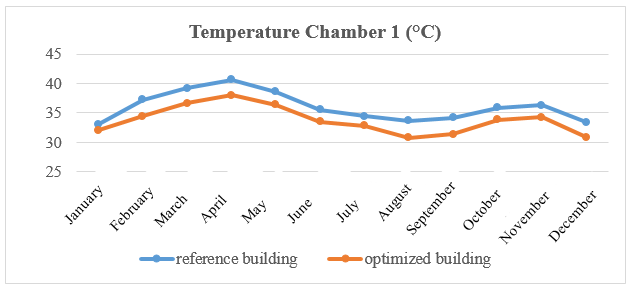 Temperature Chamber 1 (°C)
45
40
35
30
25
January
February
March
April
May
June
July
August
September
October
November
December
reference building
optimized building